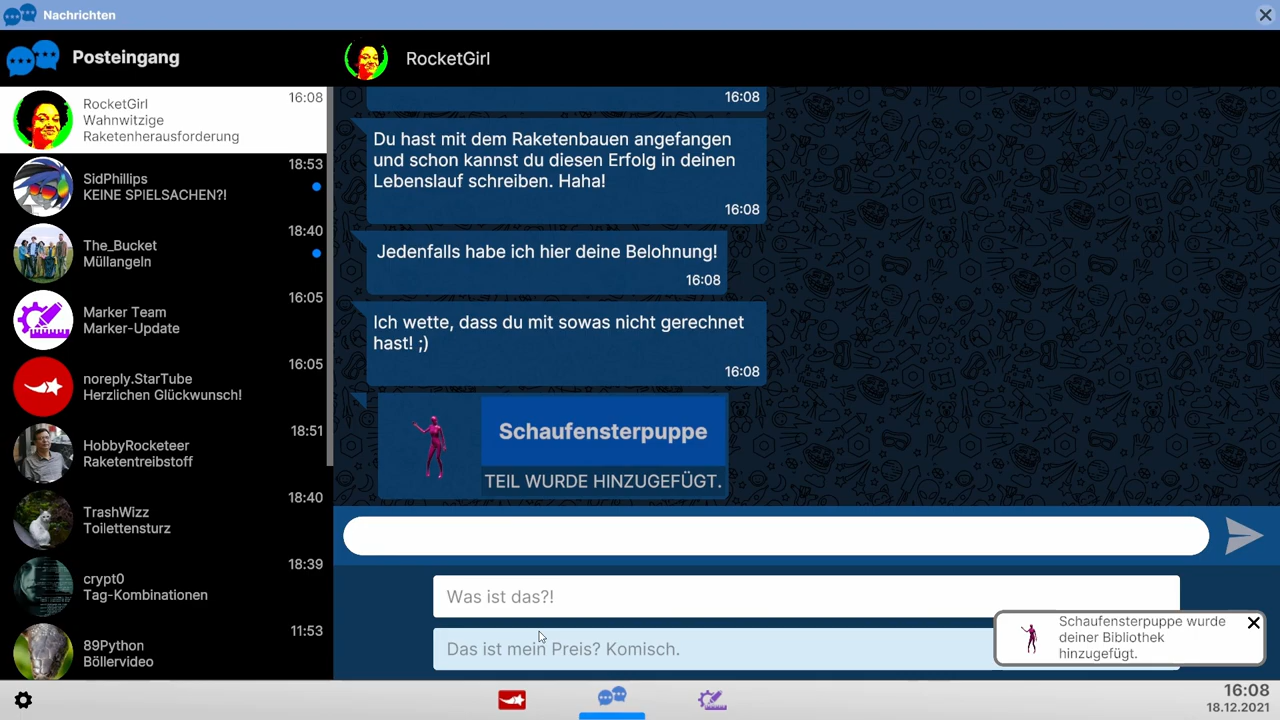 Nachrichten
Posteingang
RocketGirl
16:08
Wahnwitzige
Raketenherausforderung
SidPhillips
18:53
KEINE SPIELSACHEN?!
The_Bucket
18:40
Müllangeln
Marker Team
16:05
Marker-Update
noreply.StarTube
16:05
Herzlichen Glückwunsch!
HobbyRocketeer
18:51
Raketentreibstoff
TrashWizz
18:40
Toilettensturz
crypt0
18:39
Tag-Kombinationen
89Python
11:53
Böllervideo
RocketGirl
16:08
Du hast mit dem Raketenbauen angefangen
und schon kannst du diesen Erfolg in deinen
Lebenslauf schreiben. Haha!
16:08
Jedenfalls habe ich hier deine Belohnung!
16:08
Ich wette, dass du mit sowas nicht gerechnet
hast! ;)
16:08
Schaufensterpuppe
TEIL WURDE HINZUGEFÜGT.
Was ist das?!
Das ist mein Preis? Komisch.
Schaufensterpuppe wurde
deiner Bibliothek
hinzugefügt.
16:08
18.12.2021